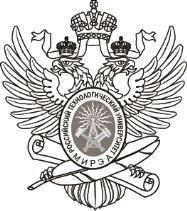 РОССИЙСКИЙ ТЕХНОЛОГИЧЕСКИЙ УНИВЕРСИТЕТ
МИРЭА